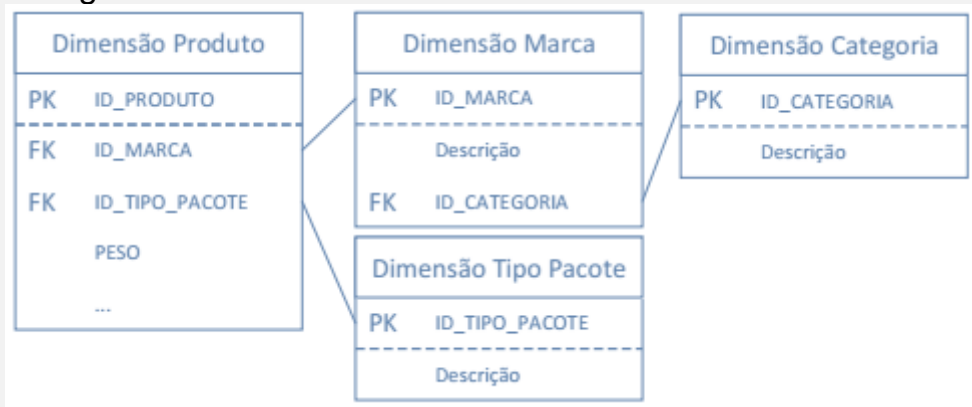 Dimensão Produto
PK ID_PRODUTO
FK ID_MARCA
FK ID_TIPO_PACOTE
PESO
...
Dimensão Marca
PK ID_MARCA
Descrição
FK ID_CATEGORIA
Dimensão Categoria
PK ID_CATEGORIA
Descrição
Dimensão Tipo Pacote
PK ID_TIPO_PACOTE
Descrição